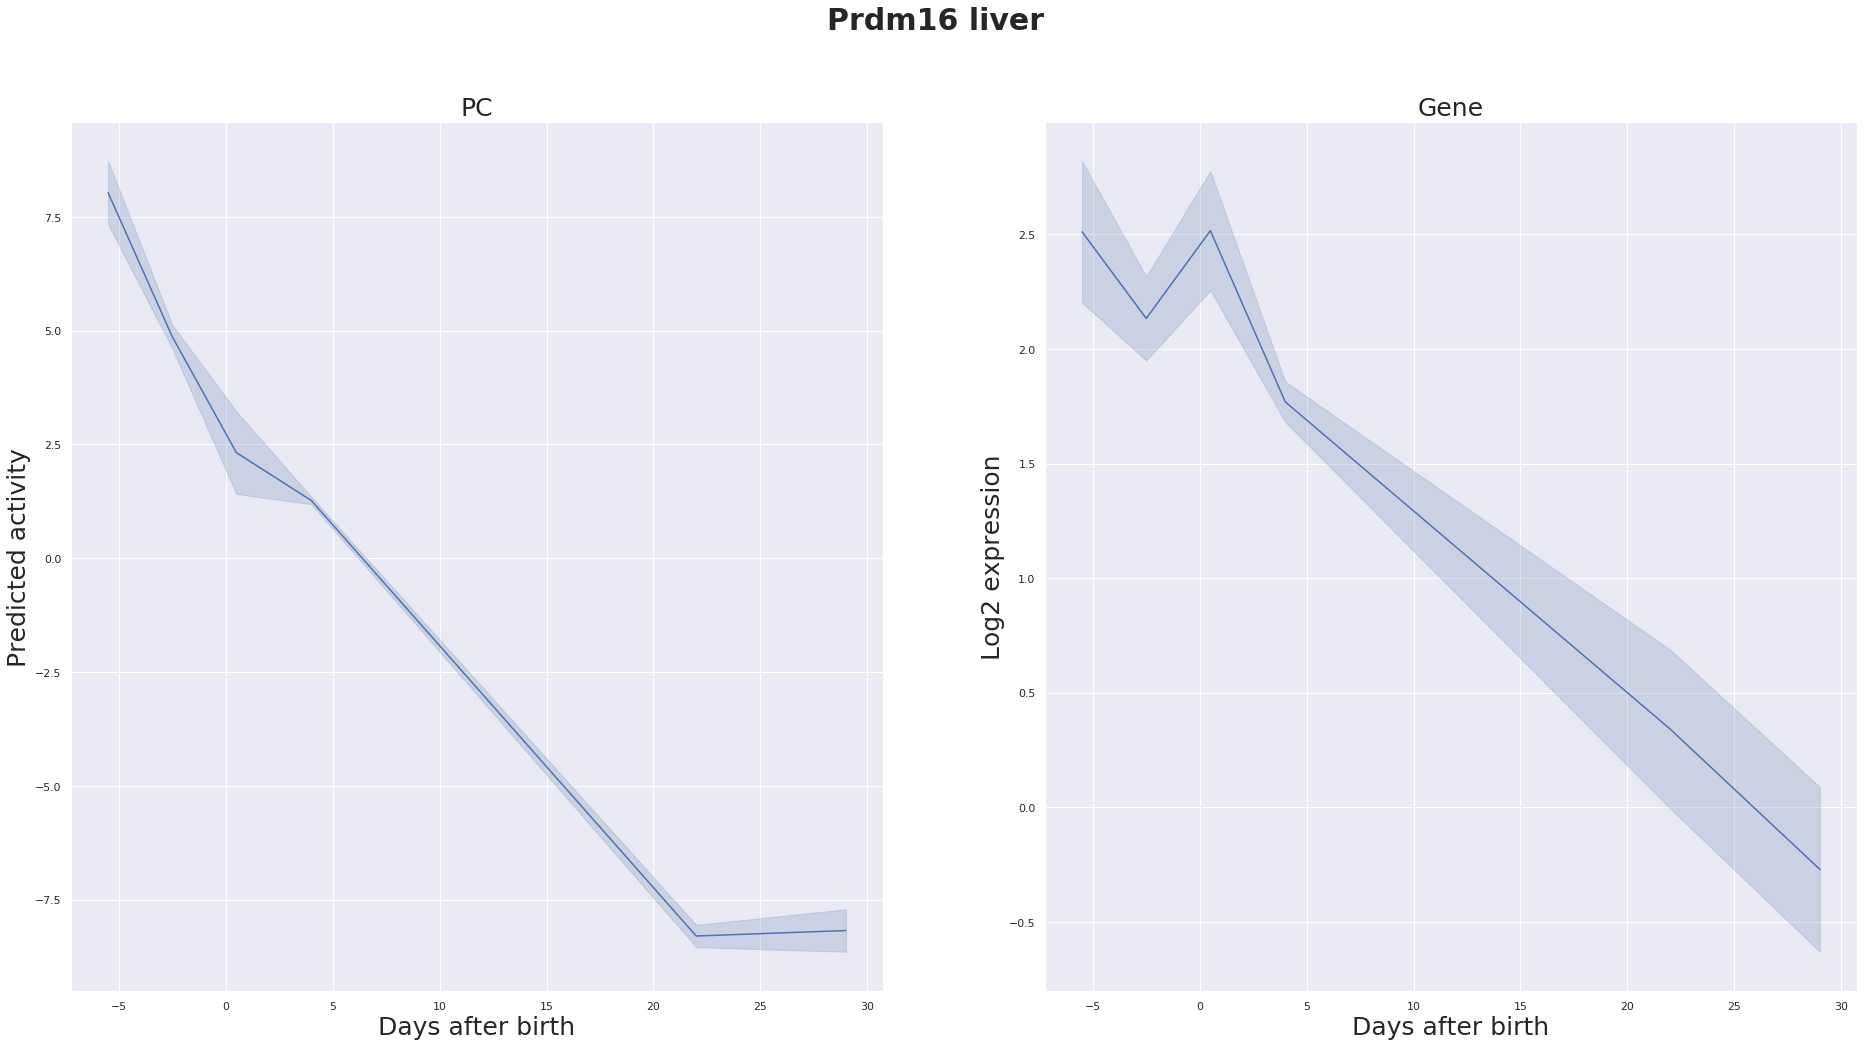 Prdm16 liver
PC
Predicted activity
7.5
5.0
2.5
0.0
−2.5
−5.0
−7.5
−5 0 5 10 15 20 25 30
Days after birth
Gene
Log2 expression
2.5
2.0
1.5
1.0
0.5
0.0
−0.5
−5 0 5 10 15 20 25 30
Days after birth